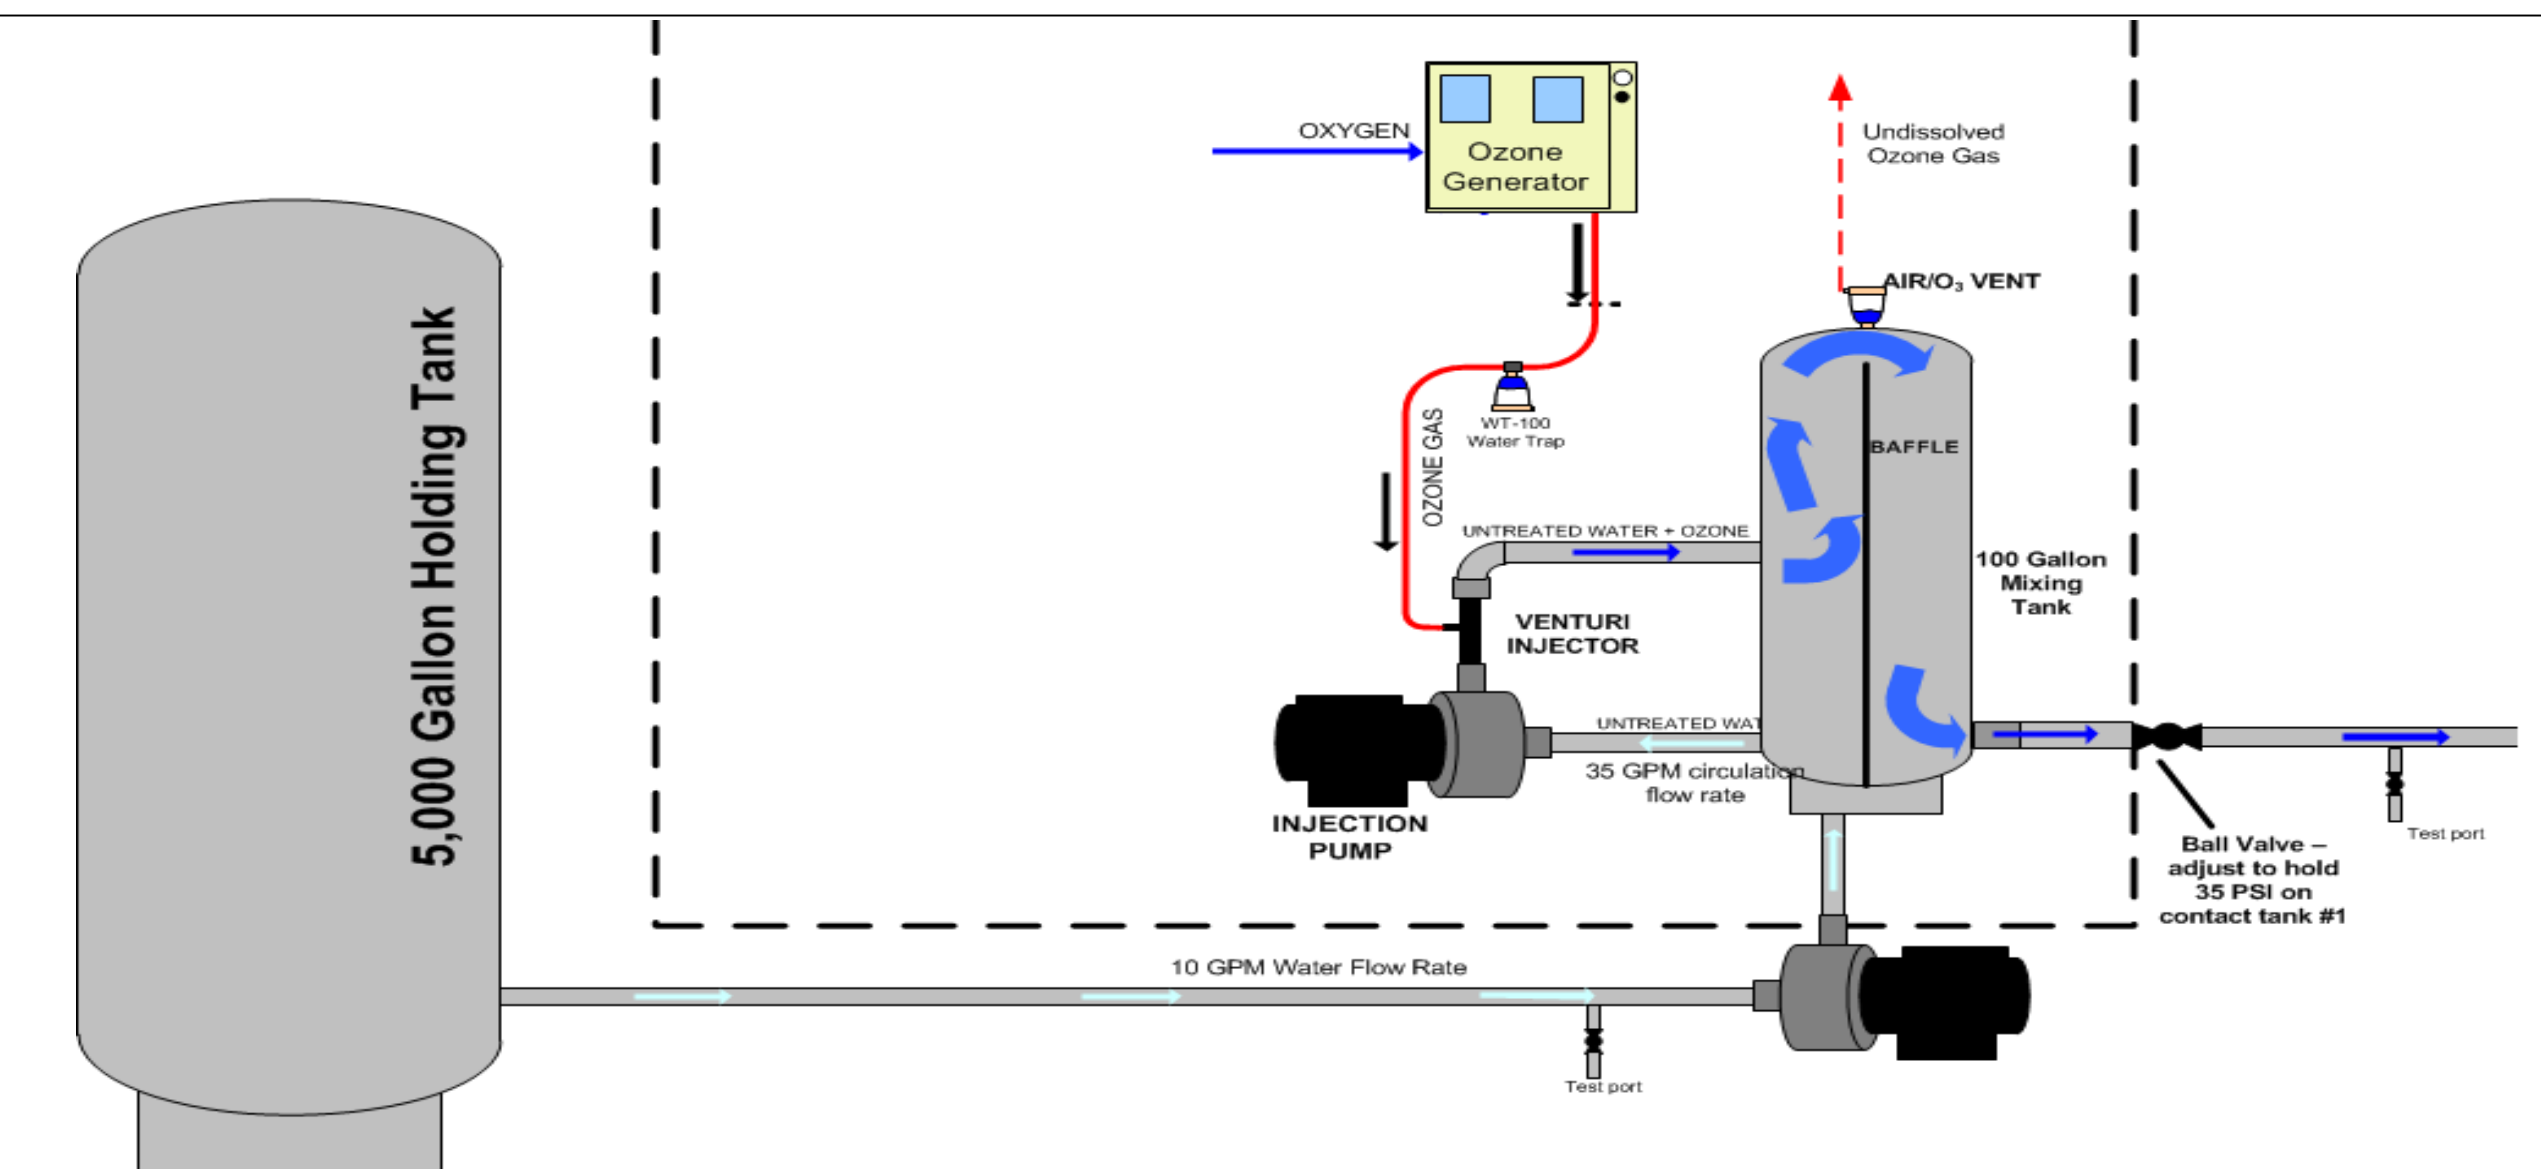 5,000 Gallon Holding Tank
OXYGEN
Ozone
Generator
Undissolved
Ozone Gas
AIR/O₃ VENT
WT-100
Water Trap
OZONE GAS
BAFFLE
UNTREATED WATER + OZONE
100 Gallon
Mixing
Tank
VENTURI
INJECTOR
UNTREATED WAT
35 GPM circulation
flow rate
INJECTION
PUMP
Test port
Ball Valve –
adjust to hold
35 PSI on
contact tank #1
10 GPM Water Flow Rate
Test port